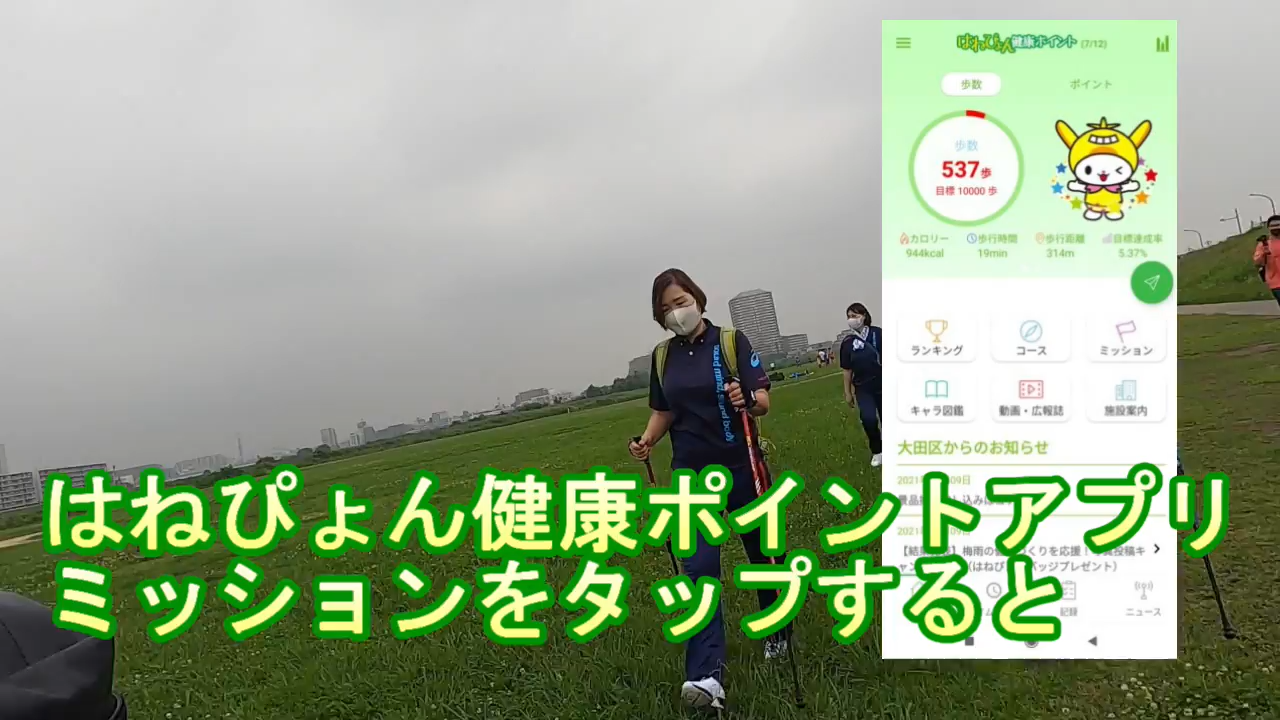 はねぴょん健康ポイント (7/12)
歩数 ポイント
歩数
537歩
目標 10000 歩
カロリー 歩行時間 歩行距離 目標達成率
944kcal 19min 314m 5.37%
ランキング コース ミッション
キャラ図鑑 動画・広報誌 施設案内
大田区からのお知らせ
sound mind, sound body
はねぴょん健康ポイントアプリ
ミッションをタップすると
記録 ニュース